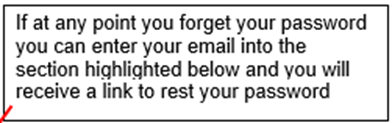 If at any point you forget your password
you can enter your email into the
section highlighted below and you will
receive a link to rest your password